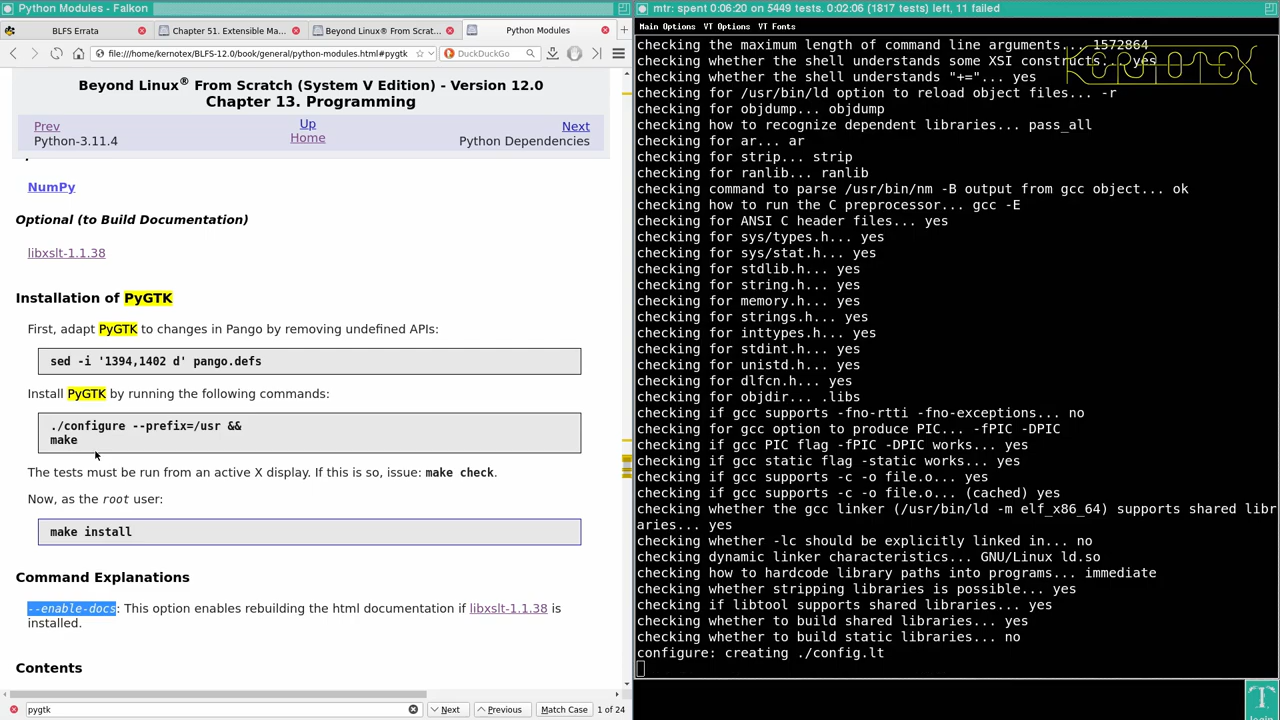 Python Modules - Falkon
BLFS Errata
Chapter 51. Extensible Ma...
Beyond Linux® From Scrat...
Python Modules
file:///home/kernotex/BLFS-12.0/book/general/python-modules.html#pygtk
DuckDuckGo
Beyond Linux® From Scratch (System V Edition) - Version 12.0
Chapter 13. Programming
Prev
Up
Next
Python-3.11.4
Home
Python Dependencies
NumPy
Optional (to Build Documentation)
libxslt-1.1.38
Installation of PyGTK
First, adapt PyGTK to changes in Pango by removing undefined APIs:
sed -i '1394,1402 d' pango.defs
Install PyGTK by running the following commands:
./configure --prefix=/usr &&
make
The tests must be run from an active X display. If this is so, issue: make check.
Now, as the root user:
make install
Command Explanations
--enable-docs: This option enables rebuilding the html documentation if libxslt-1.1.38 is
installed.
Contents
pygtk
Next
Previous
Match Case
1 of 24
mtr: spent 0:06:20 on 5449 tests. 0:02:06 (1817 tests) left, 11 failed
Main Options VT Options VT Fonts
KERNOTEX
checking the maximum length of command line arguments... 1572864
checking whether the shell understands some XSI constructs... yes
checking whether the shell understands "+="... yes
checking for /usr/bin/ld option to reload object files... -r
checking for objdump... objdump
checking how to recognize dependent libraries... pass_all
checking for ar... ar
checking for strip... strip
checking for ranlib... ranlib
checking command to parse /usr/bin/nm -B output from gcc object... ok
checking how to run the C preprocessor... gcc -E
checking for ANSI C header files... yes
checking for sys/types.h... yes
checking for sys/stat.h... yes
checking for stdlib.h... yes
checking for string.h... yes
checking for memory.h... yes
checking for strings.h... yes
checking for inttypes.h... yes
checking for stdint.h... yes
checking for unistd.h... yes
checking for dlfcn.h... yes
checking for objdir... .libs
checking if gcc supports -fno-rtti -fno-exceptions... no
checking for gcc option to produce PIC... -fPIC -DPIC
checking if gcc PIC flag -fPIC -DPIC works... yes
checking if gcc static flag -static works... yes
checking if gcc supports -c -o file.o... yes
checking if gcc supports -c -o file.o... (cached) yes
checking whether the gcc linker (/usr/bin/ld -m elf_x86_64) supports shared libr
aries... yes
checking whether -lc should be explicitly linked in... no
checking dynamic linker characteristics... GNU/Linux ld.so
checking how to hardcode library paths into programs... immediate
checking whether stripping libraries is possible... yes
checking if libtool supports shared libraries... yes
checking whether to build shared libraries... yes
checking whether to build static libraries... no
configure: creating ./config.lt
login